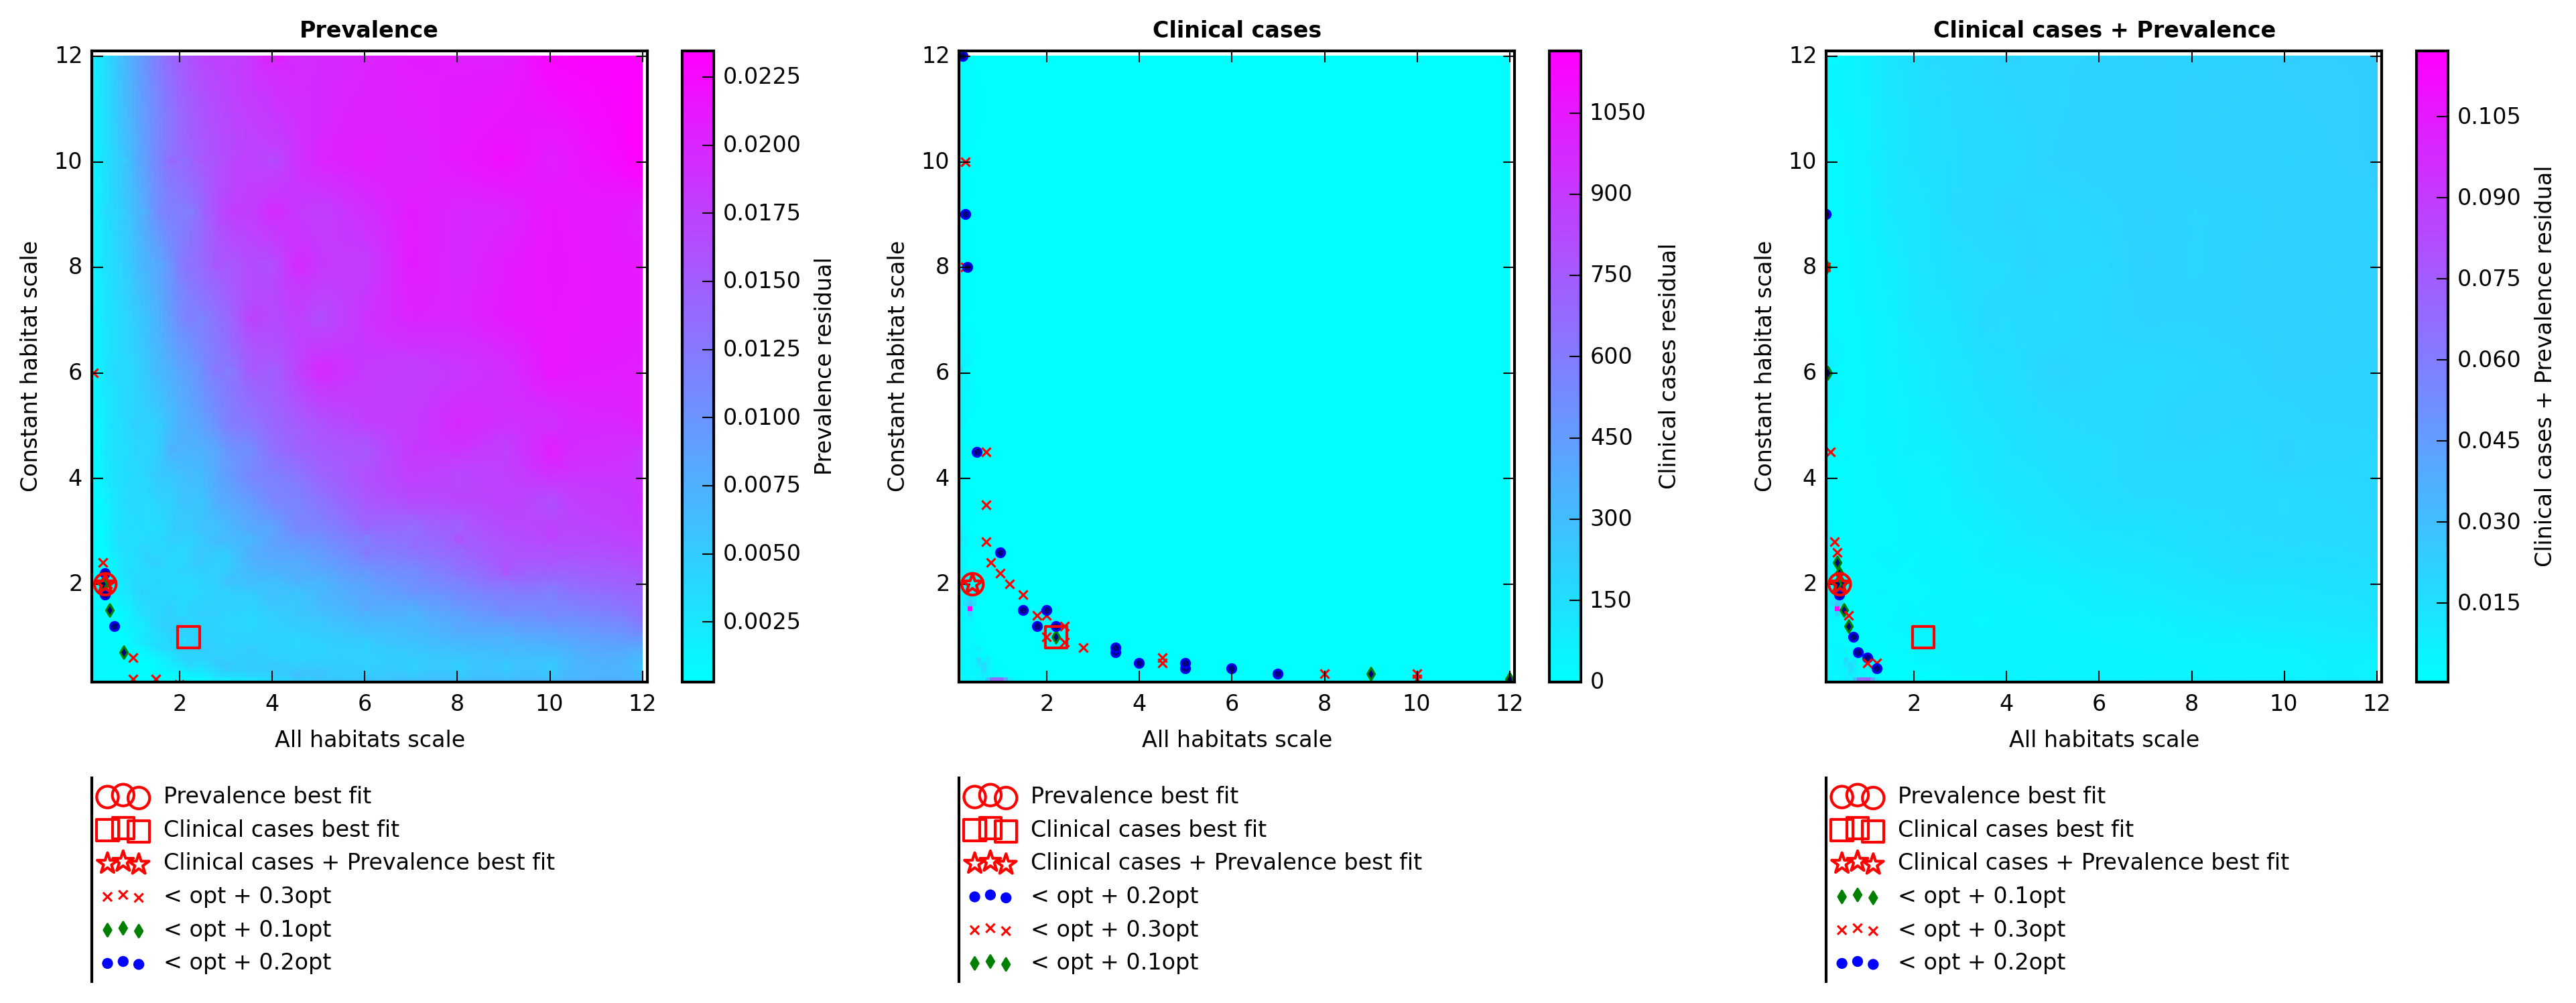 Prevalence
12
10
8
6
4
2
Constant habitat scale
2 4 6 8 10 12
All habitats scale
0.0225
0.0200
0.0175
0.0150
0.0125
0.0100
0.0075
0.0050
0.0025
Prevalence residual
Prevalence best fit
Clinical cases best fit
Clinical cases + Prevalence best fit
< opt + 0.3opt
< opt + 0.1opt
< opt + 0.2opt
Clinical cases
12
10
8
6
4
2
Constant habitat scale
2 4 6 8 10 12
All habitats scale
1050
900
750
600
450
300
150
0
Clinical cases residual
Prevalence best fit
Clinical cases best fit
Clinical cases + Prevalence best fit
< opt + 0.2opt
< opt + 0.3opt
< opt + 0.1opt
Clinical cases + Prevalence
12
10
8
6
4
2
Constant habitat scale
2 4 6 8 10 12
All habitats scale
0.105
0.090
0.075
0.060
0.045
0.030
0.015
Clinical cases + Prevalence residual
Prevalence best fit
Clinical cases best fit
Clinical cases + Prevalence best fit
< opt + 0.1opt
< opt + 0.3opt
< opt + 0.2opt